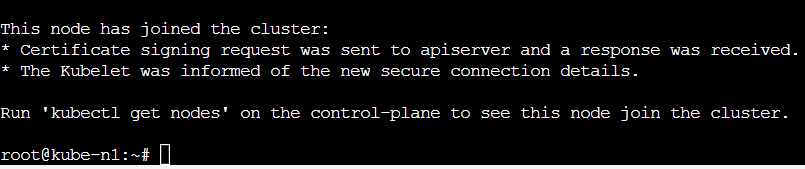 This node has joined the cluster:
* Certificate signing request was sent to apiserver and a response was received.
* The Kubelet was informed of the new secure connection details.
Run 'kubectl get nodes' on the control-plane to see this node join the cluster.
root@kube-n1:~#